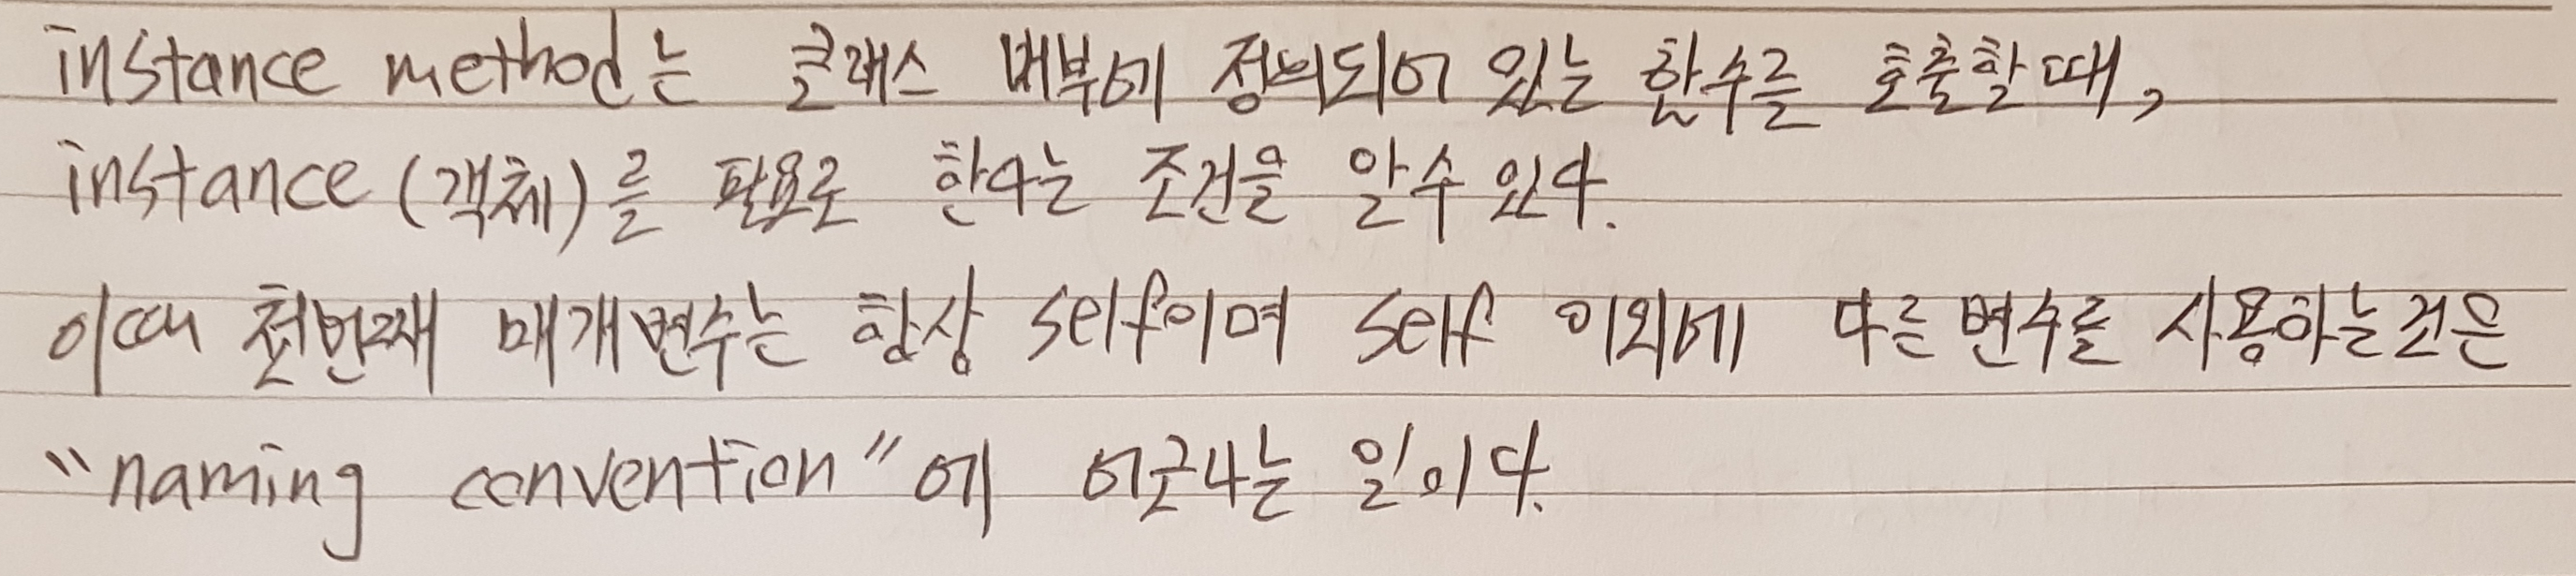 instance method는 클래스 내부에 정의되어 있는 함수를 호출할 때,
instance (객체)를 필요로 한다는 조건을 알 수 있다.
이때 첫번째 매개변수는 항상 self이며 self 이외에 다른 변수를 사용하는 것은
"naming convention"에 어긋나는 일이다.